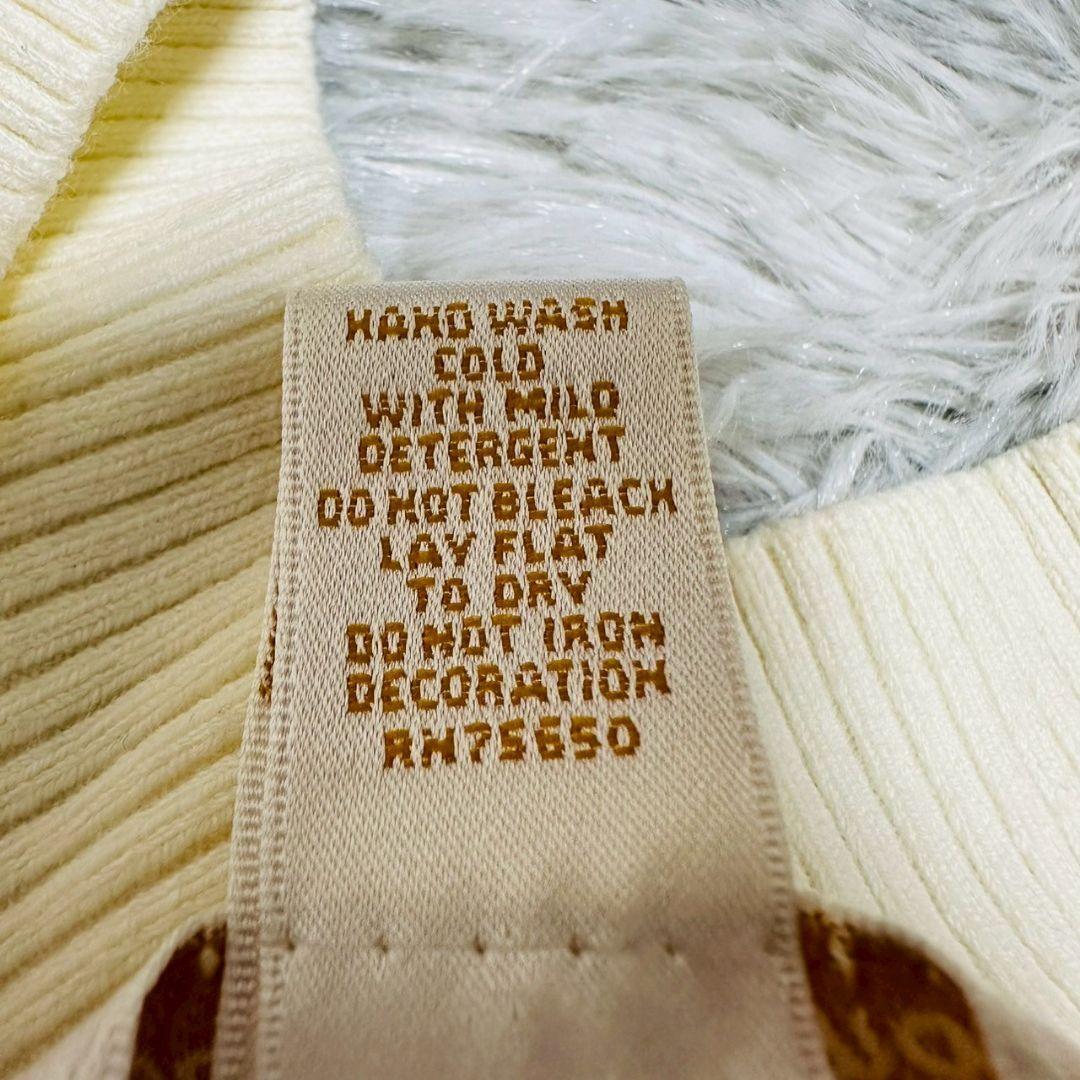 HAND WASH
COLD
WITH MILD
DETERGENT
DO NOT BLEACH
LAY FLAT
TO DRY
DO NOT IRON
DECORATION
RN75650